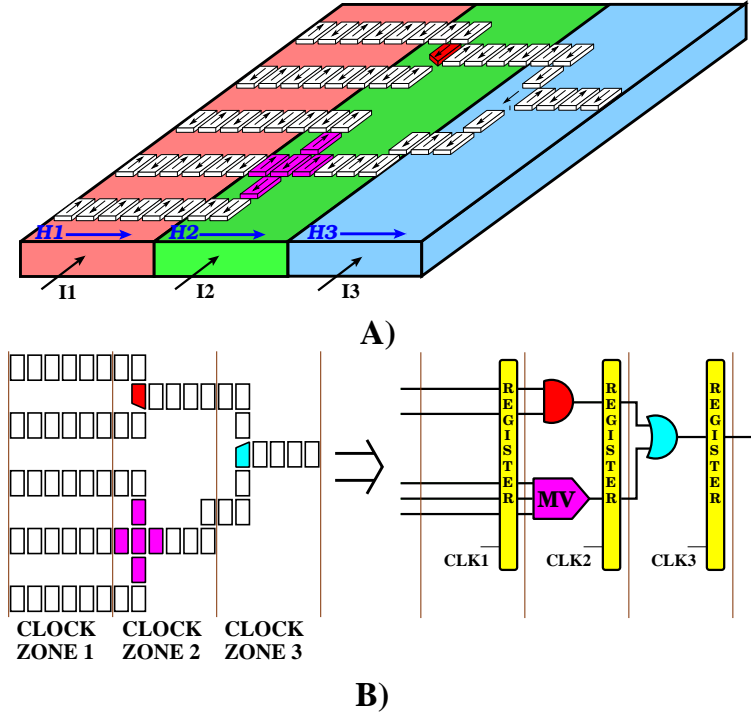 H1 H2 H3
I1 I2 I3
A)
REGISTER REGISTER REGISTER
MV
CLK1 CLK2 CLK3
CLOCK ZONE 1
CLOCK ZONE 2
CLOCK ZONE 3
B)